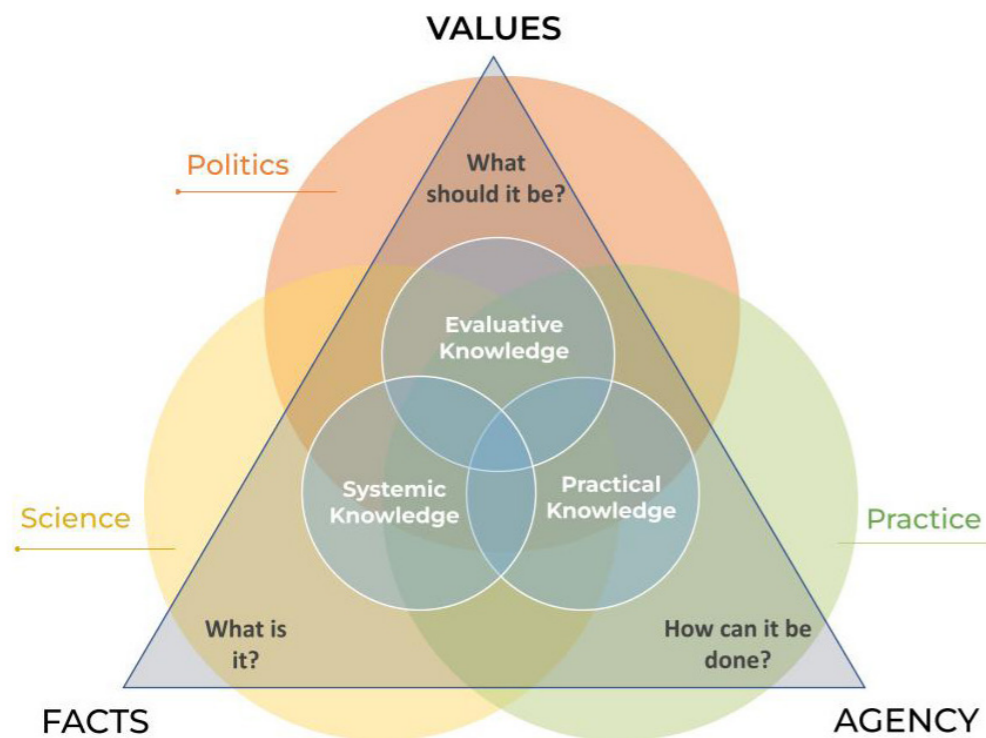 VALUES
Politics
What
should it be?
Evaluative
Knowledge
Systemic
Knowledge
Practical
Knowledge
Science
Practice
What is
it?
How can it be
done?
FACTS
AGENCY